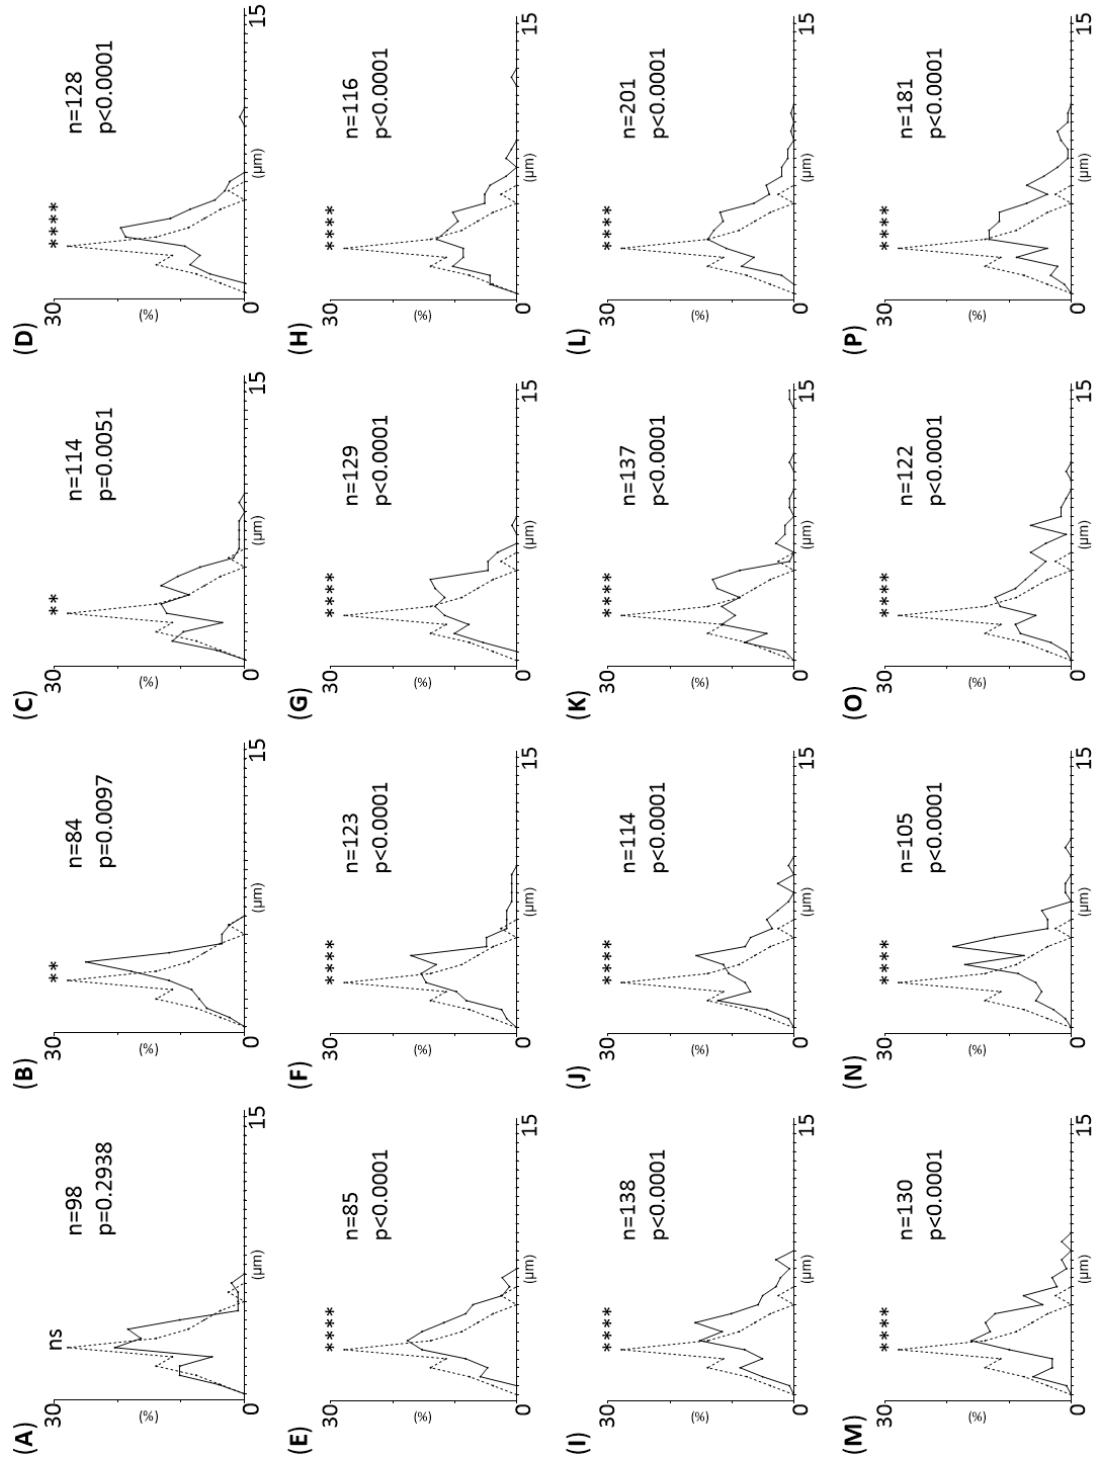 (A)
ns
n=98
p=0.2938
30
(%)
0
(µm)
15
(B)
**
n=84
p=0.0097
30
(%)
0
(µm)
15
(C)
**
n=114
p=0.0051
30
(%)
0
(µm)
15
(D)
****
n=128
p<0.0001
30
(%)
0
(µm)
15
(E)
****
n=85
p<0.0001
30
(%)
0
(µm)
15
(F)
****
n=123
p<0.0001
30
(%)
0
(µm)
15
(G)
****
n=129
p<0.0001
30
(%)
0
(µm)
15
(H)
****
n=116
p<0.0001
30
(%)
0
(µm)
15
(I)
****
n=138
p<0.0001
30
(%)
0
(µm)
15
(J)
****
n=114
p<0.0001
30
(%)
0
(µm)
15
(K)
****
n=137
p<0.0001
30
(%)
0
(µm)
15
(L)
****
n=201
p<0.0001
30
(%)
0
(µm)
15
(M)
****
n=130
p<0.0001
30
(%)
0
(µm)
15
(N)
****
n=105
p<0.0001
30
(%)
0
(µm)
15
(O)
****
n=122
p<0.0001
30
(%)
0
(µm)
15
(P)
****
n=181
p<0.0001
30
(%)
0
(µm)
15